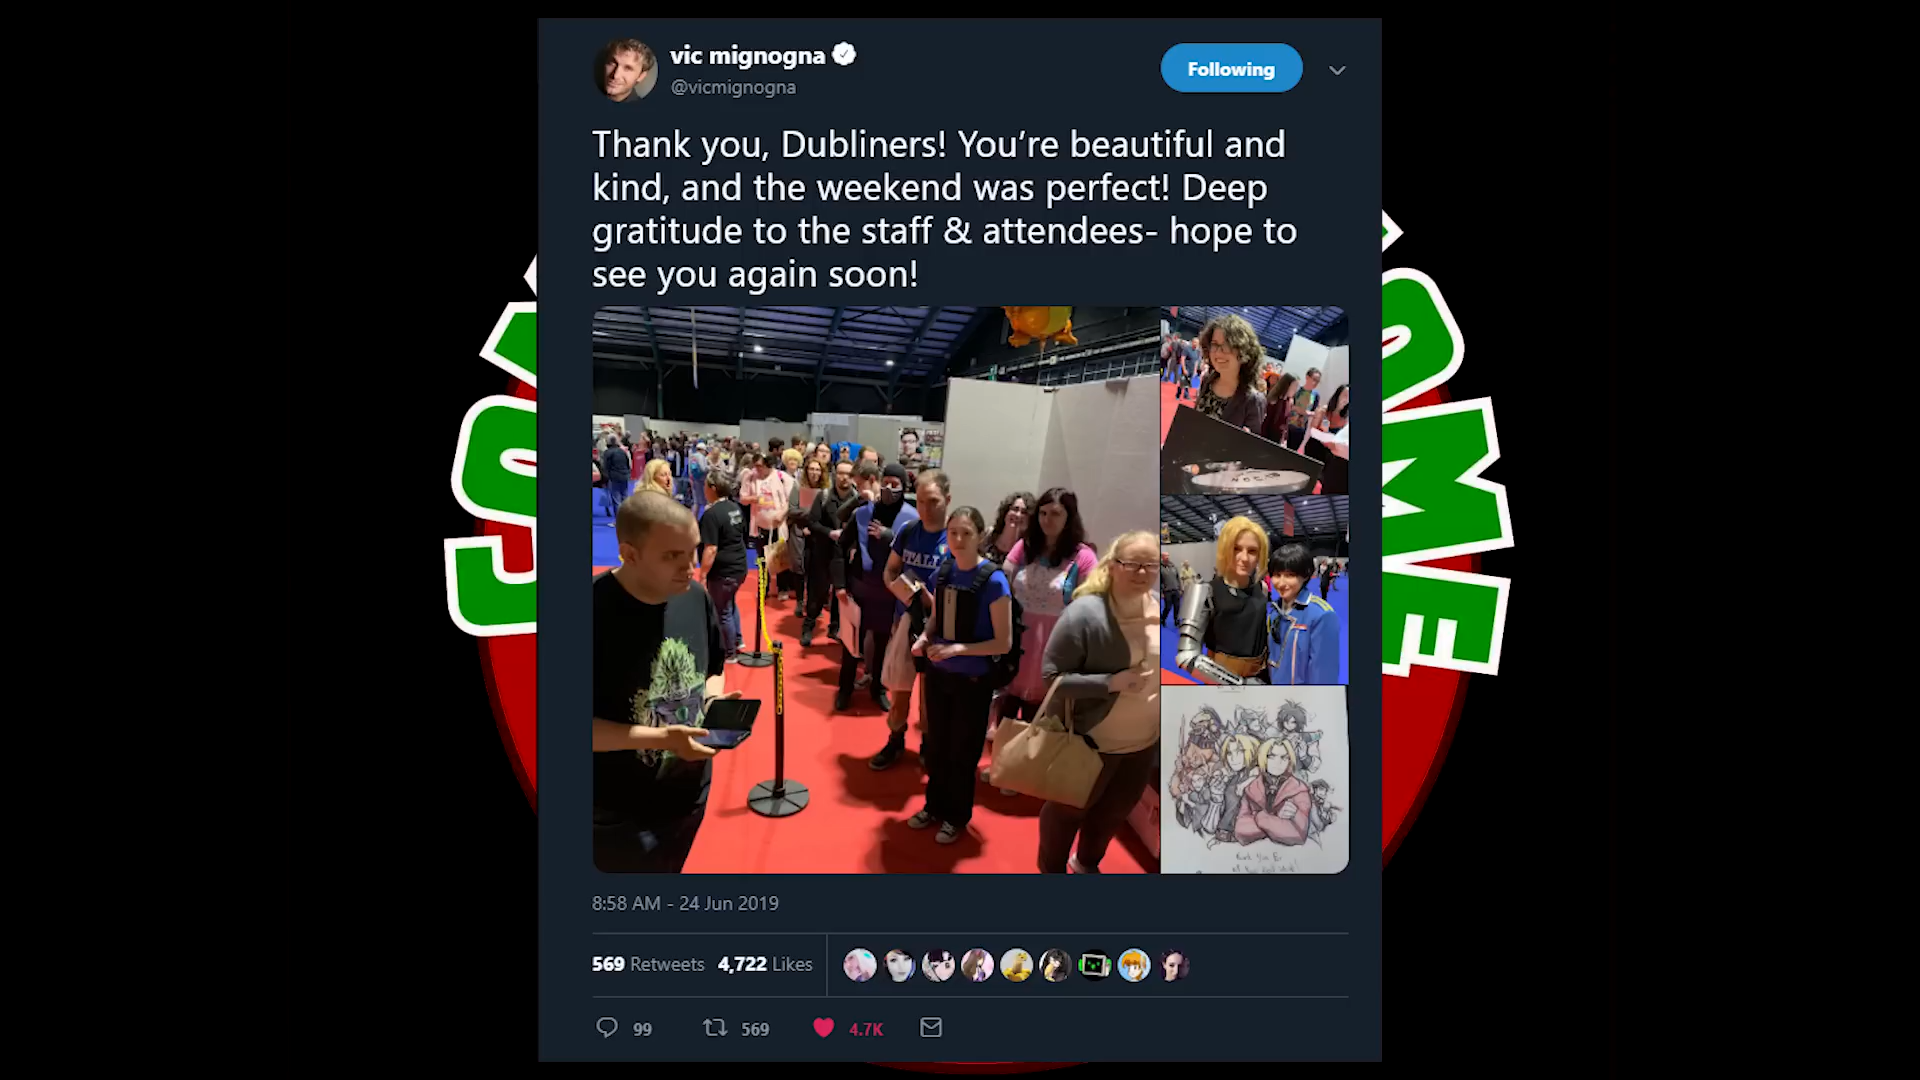 vic mignogna
@vicmignogna
Following
Thank you, Dubliners! You’re beautiful and
kind, and the weekend was perfect! Deep
gratitude to the staff & attendees- hope to
see you again soon!
ITALI
8:58 AM - 24 Jun 2019
569 Retweets 4,722 Likes
99 569 4.7K
OME